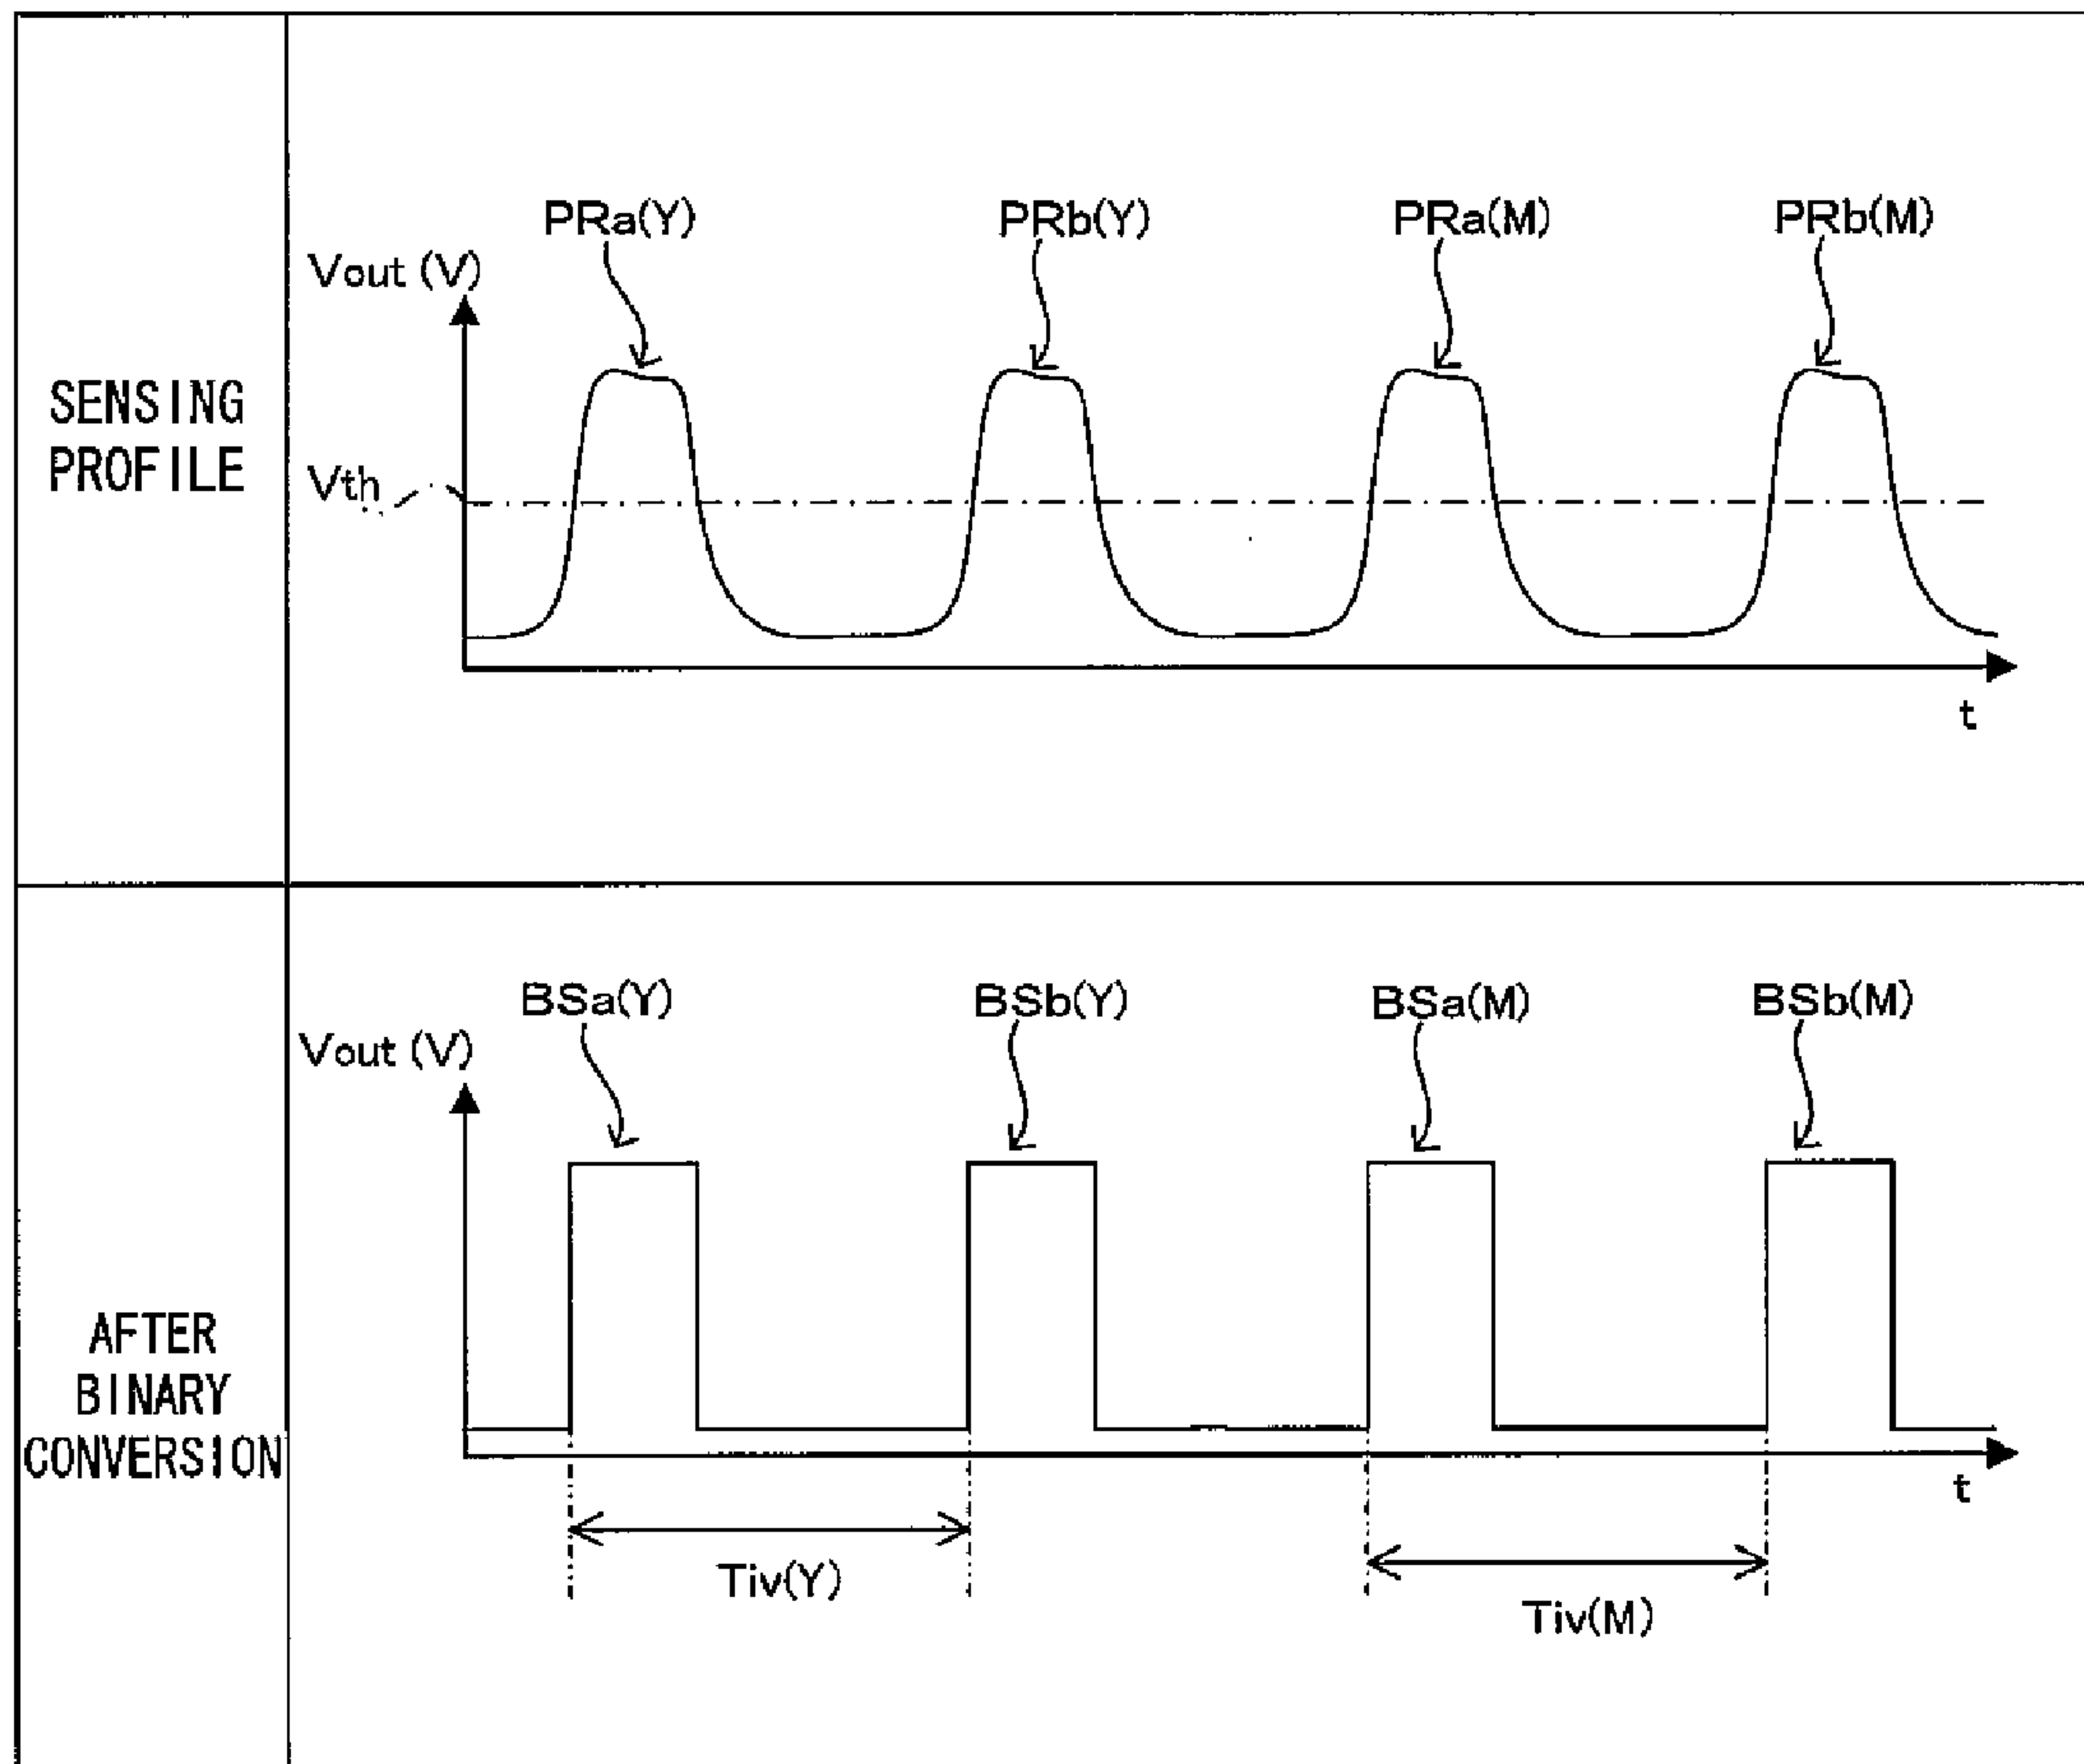 SENSING
PROFILE
PRa(Y)
PRb(Y)
PRa(M)
PRb(M)
Vout (V)
Vth
t
AFTER
BINARY
CONVERSION
BSa(Y)
BSb(Y)
BSa(M)
BSb(M)
Vout (V)
t
Tiv(Y)
Tiv(M)